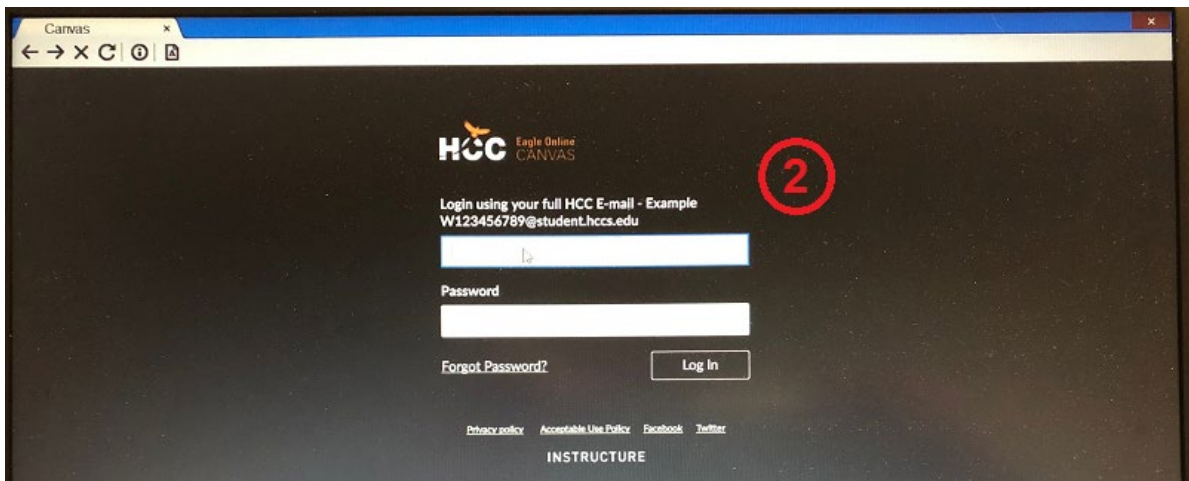 Canvas
HCC Eagle Online
CANVAS
2
Login using your full HCC E-mail - Example
W123456789@student.hccs.edu
Password
Forgot Password? Log In
Privacy policy Acceptable Use Policy Facebook Twitter
INSTRUCTURE